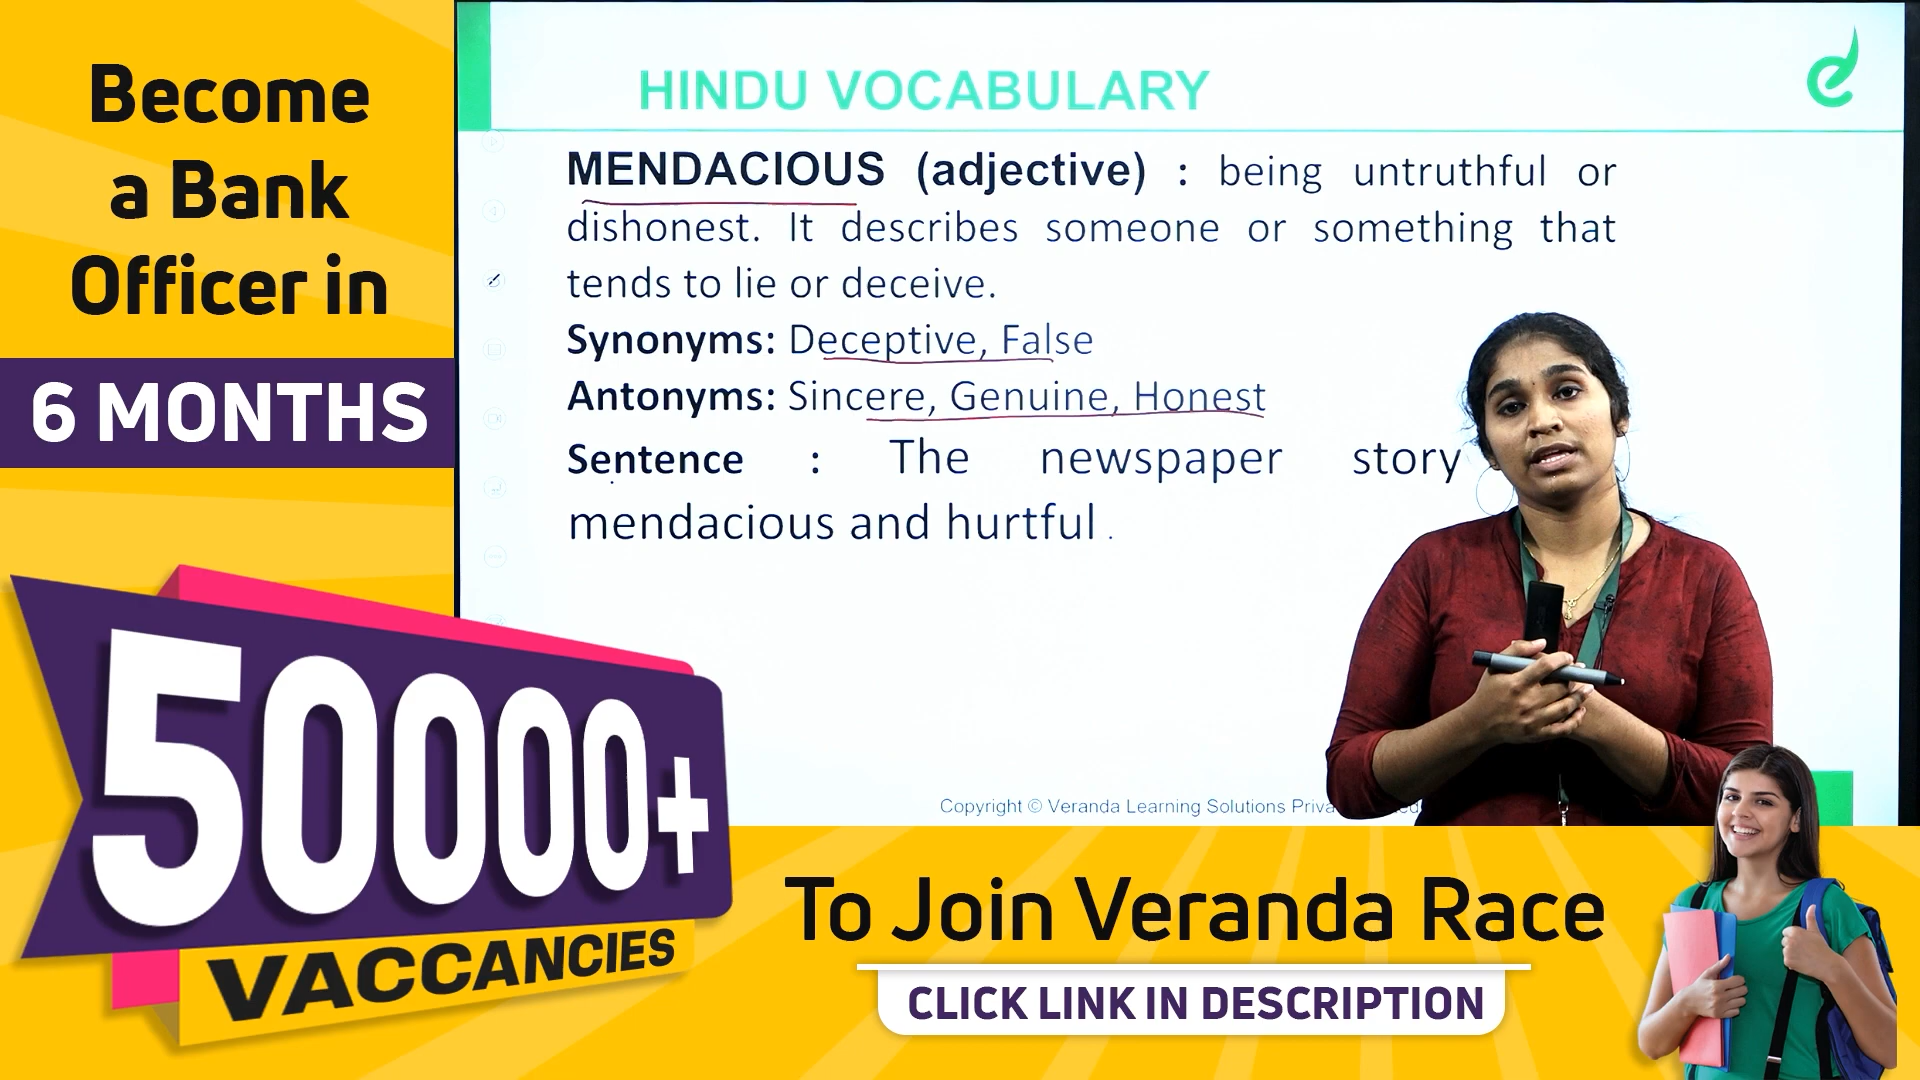 Become
a Bank
Officer in
6 MONTHS
50000+
VACCANCIES
HINDU VOCABULARY
MENDACIOUS (adjective) : being untruthful or
dishonest. It describes someone or something that
tends to lie or deceive.
Synonyms: Deceptive, False
Antonyms: Sincere, Genuine, Honest
Sentence : The newspaper story
mendacious and hurtful .
Copyright © Veranda Learning Solutions
To Join Veranda Race
CLICK LINK IN DESCRIPTION